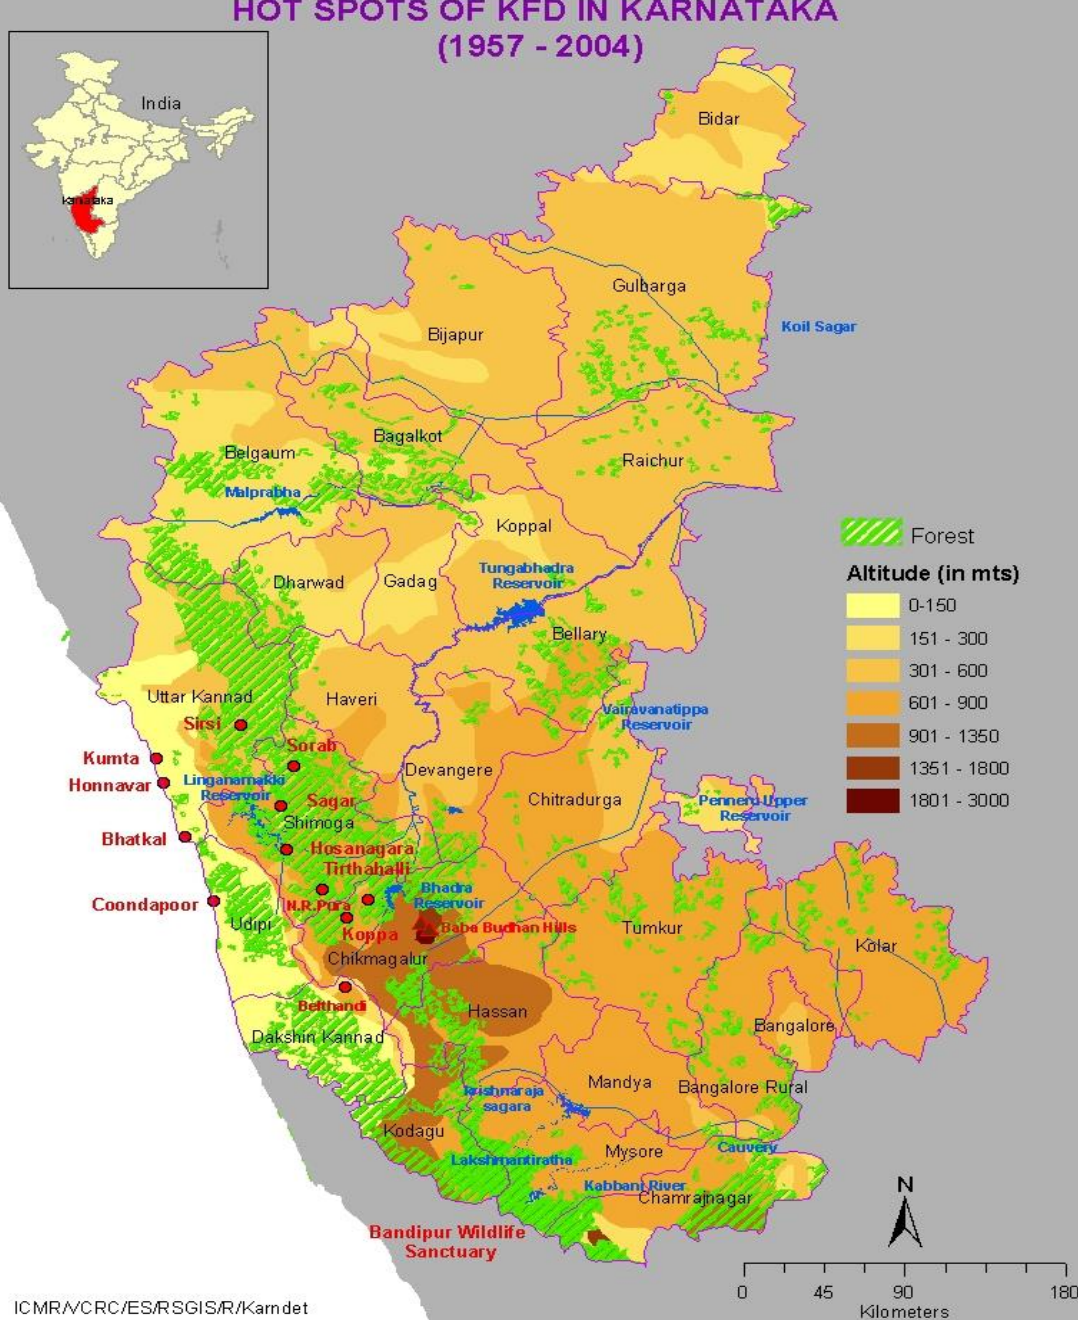 HOT SPOTS OF KFD IN KARNATAKA
(1957 - 2004)
India
Karnataka
Bidar
Gulbarga
Koil Sagar
Bijapur
Bagalkot
Belgaum
Raichur
Malprabha
Koppal
Forest
Altitude (in mts)
0-150
151 - 300
301 - 600
601 - 900
901 - 1350
1351 - 1800
1801 - 3000
Dharwad
Gadag
Tungabhadra
Reservoir
Bellary
Uttar Kannad
Haveri
Vairavanatippa
Reservoir
Sirsi
Sorab
Kumta
Honnavar
Linganamakki
Reservoir
Devangere
Sagar
Chitradurga
Penneru Upper
Reservoir
Shimoga
Bhatkal
Hosanagara
Tirthahalli
Coondapoor
N.R.Pora
Bhadra
Reservoir
Udipi
Koppa
Baba Budhan Hills
Tumkur
Kolar
Chikmagalur
Belthandi
Hassan
Bangalore
Dakshin Kannad
Mandya
Bangalore Rural
Krishnaraja
sagara
Kodagu
Mysore
Cauvery
Lakshmantiratha
Kabbani River
Chamrajnagar
N
Bandipur Wildlife
Sanctuary
0 45 90 180
Kilometers
ICMR/VCRC/ES/RSGIS/R/Karndet